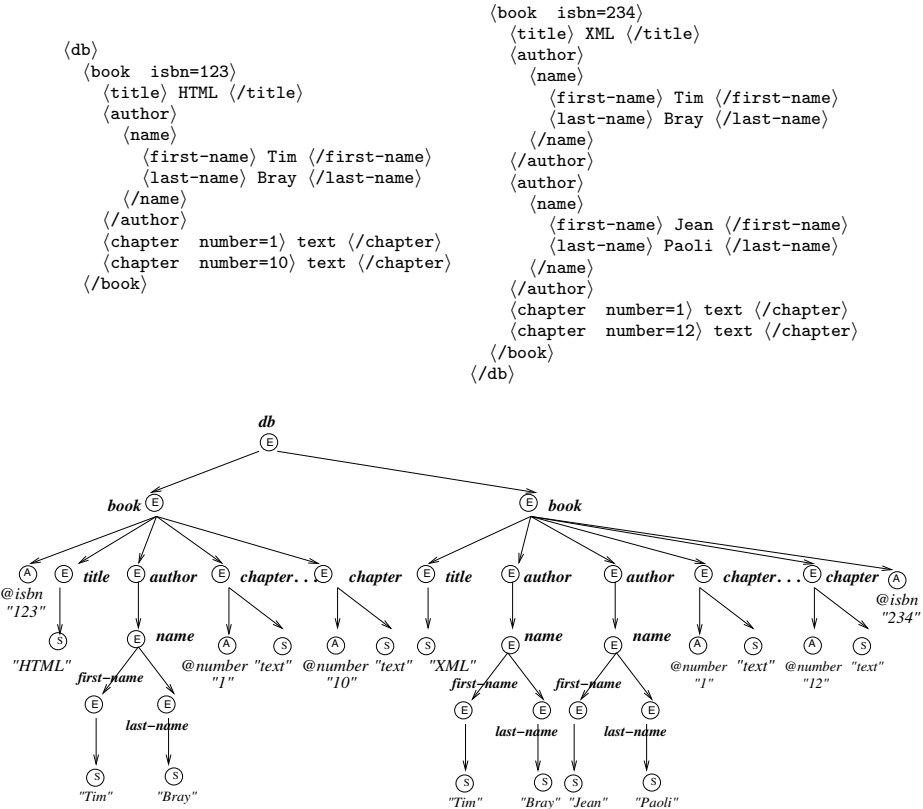 ⟨db⟩
⟨book isbn=123⟩
⟨title⟩ HTML ⟨/title⟩
⟨author⟩
⟨name⟩
⟨first-name⟩ Tim ⟨/first-name⟩
⟨last-name⟩ Bray ⟨/last-name⟩
⟨/name⟩
⟨/author⟩
⟨chapter number=1⟩ text ⟨/chapter⟩
⟨chapter number=10⟩ text ⟨/chapter⟩
⟨/book⟩
⟨book isbn=234⟩
⟨title⟩ XML ⟨/title⟩
⟨author⟩
⟨name⟩
⟨first-name⟩ Tim ⟨/first-name⟩
⟨last-name⟩ Bray ⟨/last-name⟩
⟨/name⟩
⟨/author⟩
⟨author⟩
⟨name⟩
⟨first-name⟩ Jean ⟨/first-name⟩
⟨last-name⟩ Paoli ⟨/last-name⟩
⟨/name⟩
⟨/author⟩
⟨chapter number=1⟩ text ⟨/chapter⟩
⟨chapter number=12⟩ text ⟨/chapter⟩
⟨/book⟩
⟨/db⟩
db
E
book E E book
A E title E author E chapter... E chapter E title E author E author E chapter... E chapter A
@isbn @isbn
"123" "234"
S E name A S A S S E name E name A S A S
"HTML" @number "text" @number "text" "XML" @number "text" @number "text"
"1" "10" "1" "12"
first-name first-name first-name
E E E E E E
last-name last-name last-name
S S S S S S
"Tim" "Bray" "Tim" "Bray" "Jean" "Paoli"